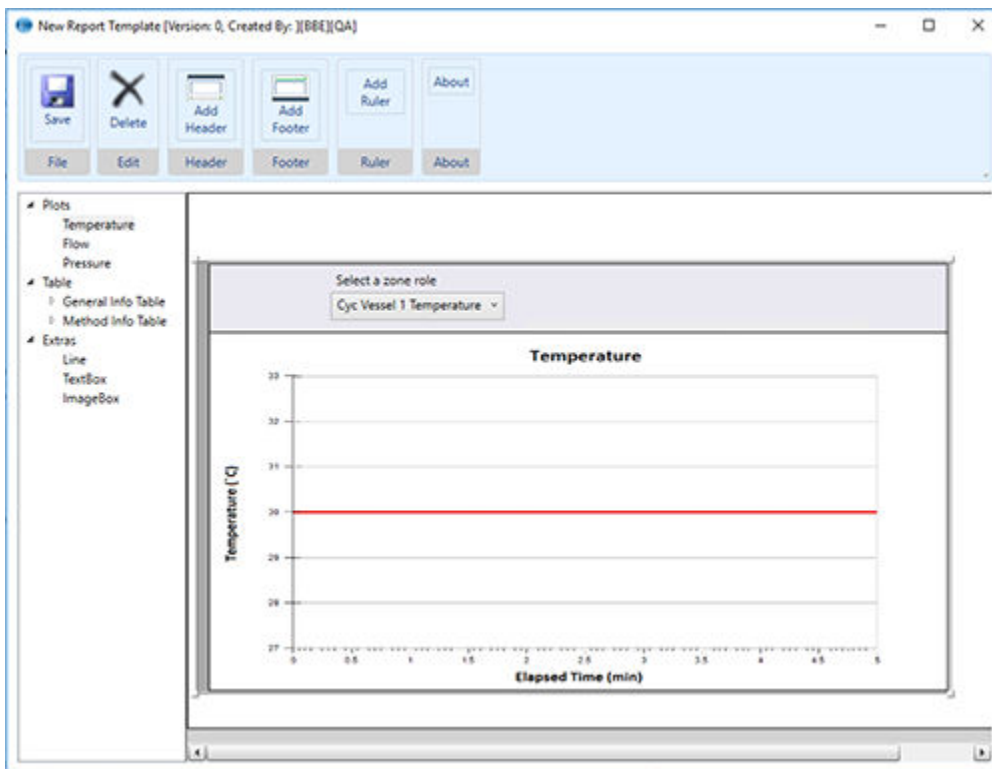 New Report Template [Version: 0, Created By: ][BBE][QA]
Save
Delete
Add
Header
Add
Footer
Add
Ruler
About
File
Edit
Header
Footer
Ruler
About
Plots
Temperature
Flow
Pressure
Table
General Info Table
Method Info Table
Extras
Line
TextBox
ImageBox
Select a zone role
Cyc Vessel 1 Temperature
Temperature
Temperature (°C)
33
32
31
30
29
28
27
0 0.5 1 1.5 2 2.5 3 3.5 4 4.5 5
Elapsed Time (min)